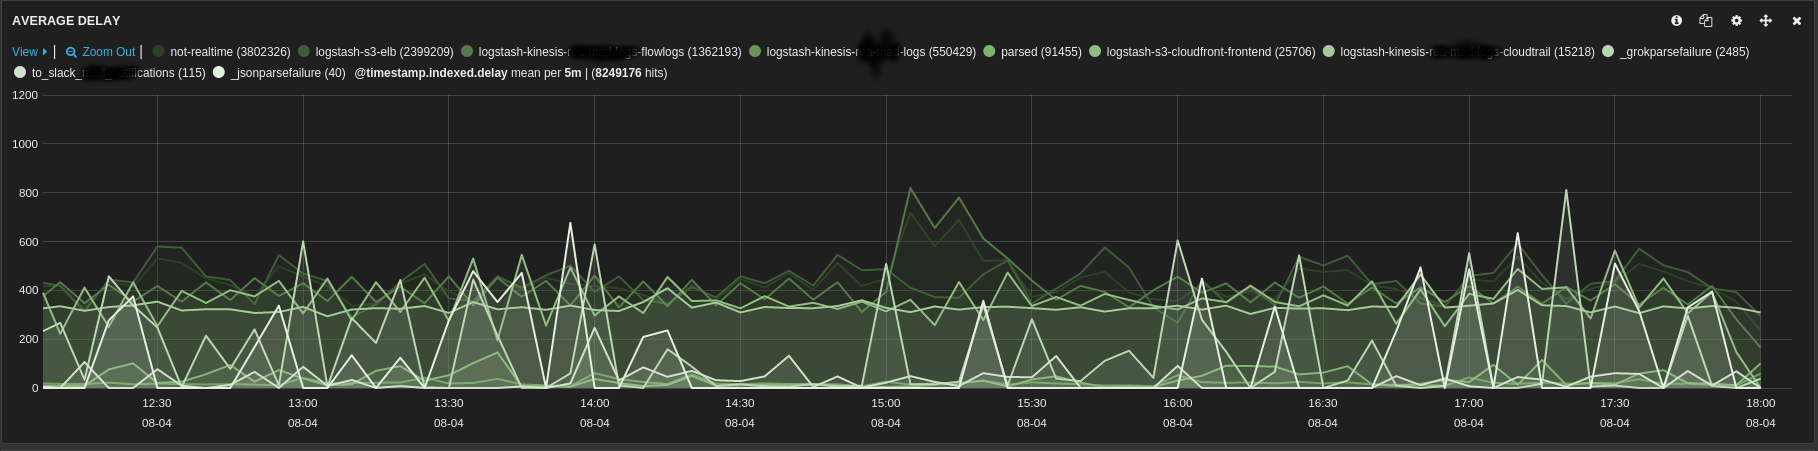 AVERAGE DELAY
View | Zoom Out | not-realtime (3802326) logstash-s3-elb (2399209) logstash-kinesis- -flowlogs (1362193) logstash-kinesis- -logs (550429) parsed (91455) logstash-s3-cloudfront-frontend (25706) logstash-kinesis- -cloudtrail (15218) _grokparsefailure (2485)
to_slack_ (115) _jsonparsefailure (40) @timestamp.indexed.delay mean per 5m | (8249176 hits)
1200
1000
800
600
400
200
0
12:30 13:00 13:30 14:00 14:30 15:00 15:30 16:00 16:30 17:00 17:30 18:00
08-04 08-04 08-04 08-04 08-04 08-04 08-04 08-04 08-04 08-04 08-04 08-04